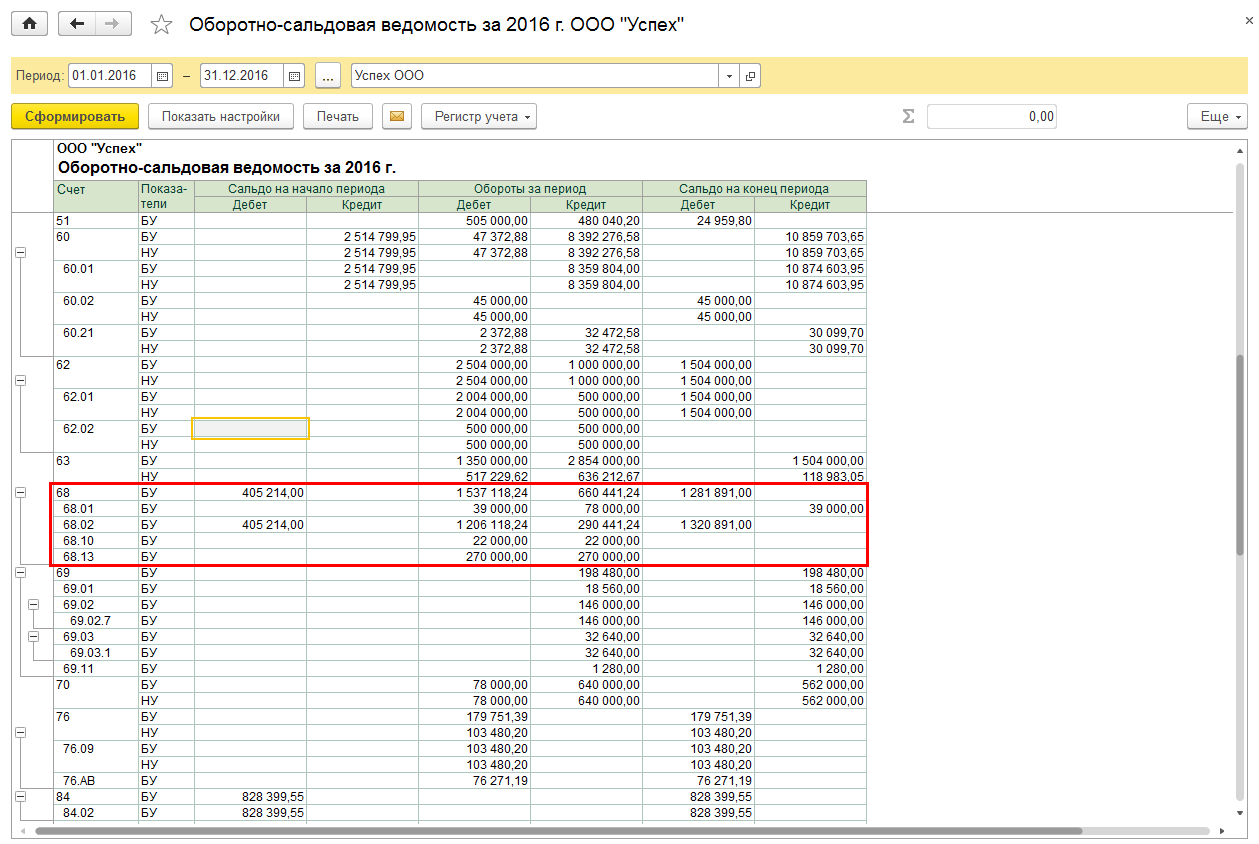 Оборотно-сальдовая ведомость за 2016 г. ООО "Успех"
Период: 01.01.2016 – 31.12.2016 ... Успех ООО
Сформировать Показать настройки Печать Регистр учета Σ 0,00 Еще
ООО "Успех"
Оборотно-сальдовая ведомость за 2016 г.
Счет Показа- Сальдо на начало периода Обороты за период Сальдо на конец периода
тели Дебет Кредит Дебет Кредит Дебет Кредит
51 БУ 505 000,00 480 040,20 24 959,80
60 БУ 2 514 799,95 47 372,88 8 392 276,58 10 859 703,65
НУ 2 514 799,95 47 372,88 8 392 276,58 10 859 703,65
60.01 БУ 2 514 799,95 8 359 804,00 10 874 603,95
НУ 2 514 799,95 8 359 804,00 10 874 603,95
60.02 БУ 45 000,00 45 000,00
НУ 45 000,00 45 000,00
60.21 БУ 2 372,88 32 472,58 30 099,70
НУ 2 372,88 32 472,58 30 099,70
62 БУ 2 504 000,00 1 000 000,00 1 504 000,00
НУ 2 504 000,00 1 000 000,00 1 504 000,00
62.01 БУ 2 004 000,00 500 000,00 1 504 000,00
НУ 2 004 000,00 500 000,00 1 504 000,00
62.02 БУ 500 000,00 500 000,00
НУ 500 000,00 500 000,00
63 БУ 1 350 000,00 2 854 000,00 1 504 000,00
НУ 517 229,62 636 212,67 118 983,05
68 БУ 405 214,00 1 537 118,24 660 441,24 1 281 891,00
68.01 БУ 39 000,00 78 000,00 39 000,00
68.02 БУ 405 214,00 1 206 118,24 290 441,24 1 320 891,00
68.10 БУ 22 000,00 22 000,00
68.13 БУ 270 000,00 270 000,00
69 БУ 198 480,00 198 480,00
69.01 БУ 18 560,00 18 560,00
69.02 БУ 146 000,00 146 000,00
69.02.7 БУ 146 000,00 146 000,00
69.03 БУ 32 640,00 32 640,00
69.03.1 БУ 32 640,00 32 640,00
69.11 БУ 1 280,00 1 280,00
70 БУ 78 000,00 640 000,00 562 000,00
НУ 78 000,00 640 000,00 562 000,00
76 БУ 179 751,39 179 751,39
НУ 103 480,20 103 480,20
76.09 БУ 103 480,20 103 480,20
НУ 103 480,20 103 480,20
76.АВ БУ 76 271,19 76 271,19
84 БУ 828 399,55 828 399,55
84.02 БУ 828 399,55 828 399,55